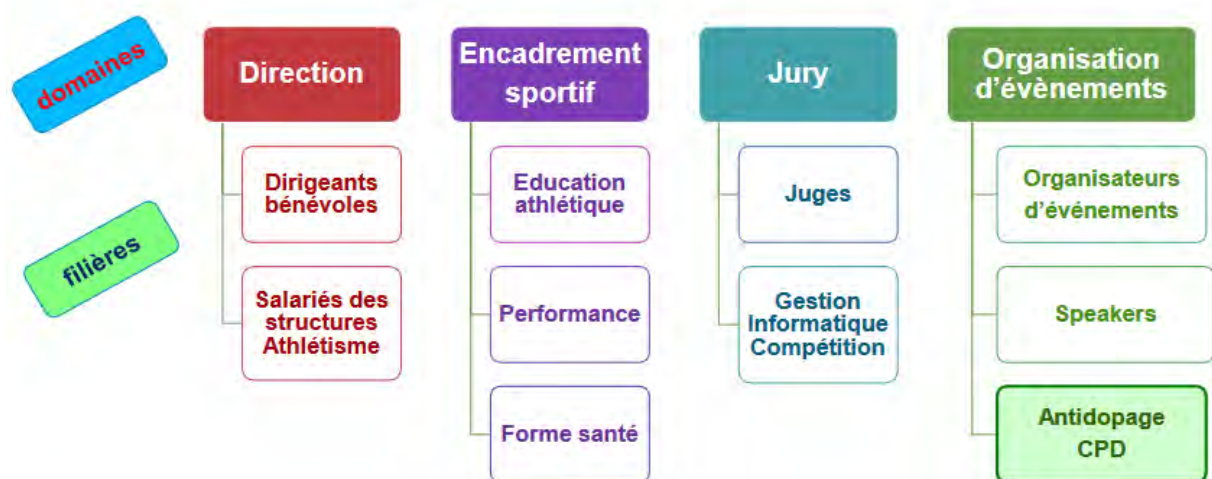 domaines
Direction
Encadrement
sportif
Jury
Organisation
d'évènements
filières
Dirigeants
bénévoles
Salariés des
structures
Athlétisme
Education
athlétique
Performance
Forme santé
Juges
Gestion
Informatique
Compétition
Organisateurs
d'événements
Speakers
Antidopage
CPD